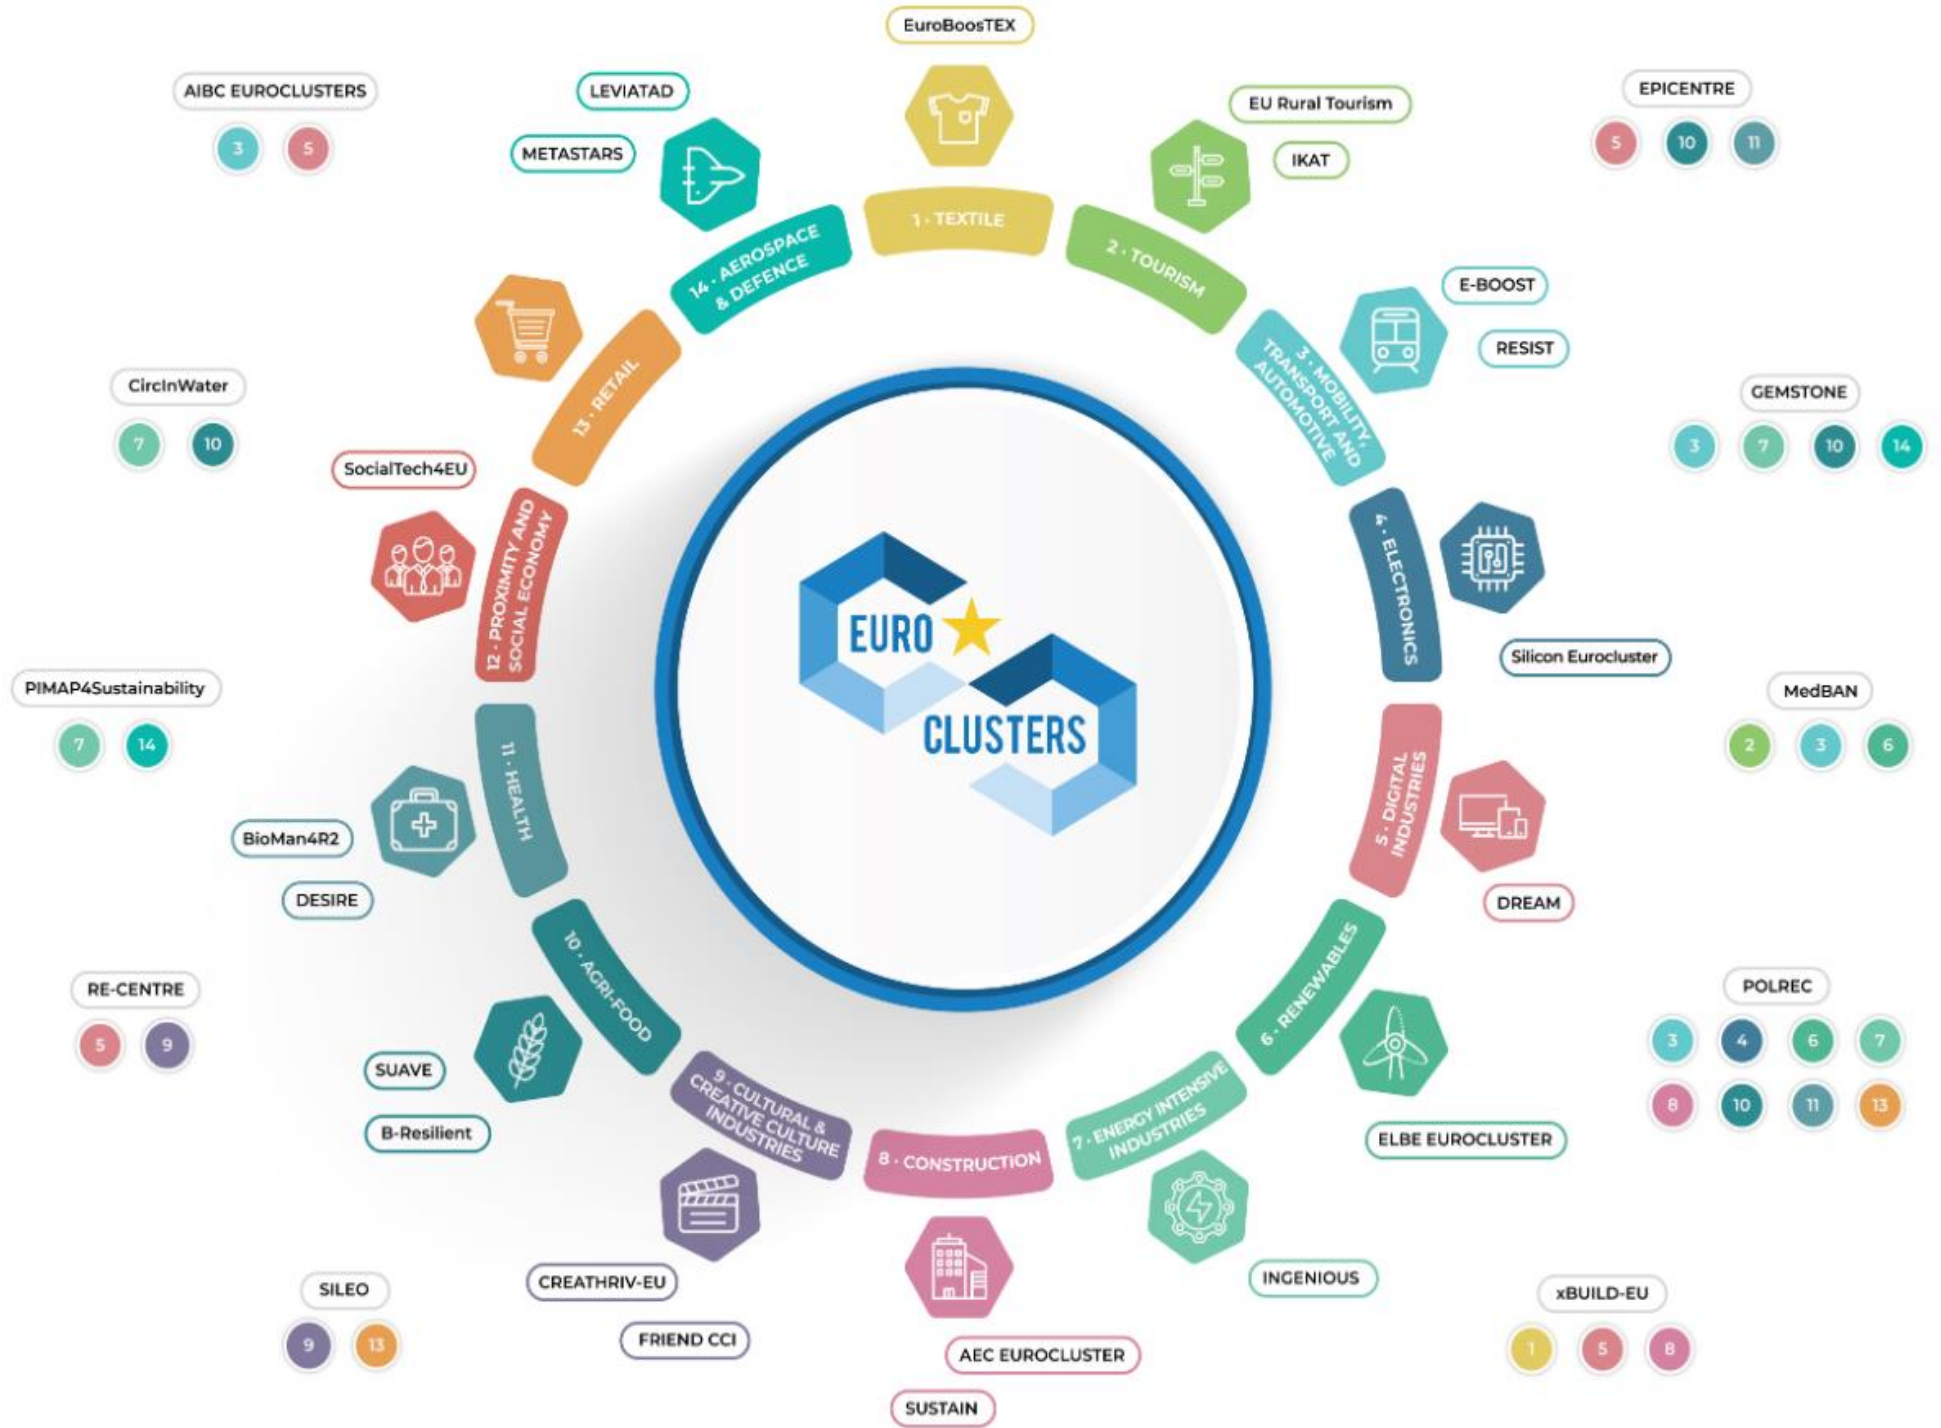 EuroBoosTEX
AIBC EUROCLUSTERS
3
5
LEVIATAD
METASTARS
EU Rural Tourism
IKAT
EPICENTRE
5
10
11
1 · TEXTILE
2 · TOURISM
14 · AEROSPACE
& DEFENCE
E-BOOST
RESIST
3 · MOBILITY,
TRANSPORT AND
AUTOMOTIVE
13 · RETAIL
CircInWater
7
10
GEMSTONE
3
7
10
14
SocialTech4EU
12 · PROXIMITY AND
SOCIAL ECONOMY
4 · ELECTRONICS
Silicon Eurocluster
EURO
CLUSTERS
PIMAP4Sustainability
7
14
MedBAN
2
3
6
11 · HEALTH
BioMan4R2
DESIRE
5 · DIGITAL
INDUSTRIES
DREAM
RE-CENTRE
5
9
10 · AGRI-FOOD
SUAVE
B-Resilient
6 · RENEWABLES
ELBE EUROCLUSTER
POLREC
3
4
6
7
8
10
11
13
9 · CULTURAL &
CREATIVE CULTURE
INDUSTRIES
8 · CONSTRUCTiON
7 · ENERGY INTENSIVE
INDUSTRIES
CREATHRIV-EU
FRIEND CCI
INGENIOUS
SILEO
9
13
xBUILD-EU
1
5
8
AEC EUROCLUSTER
SUSTAIN